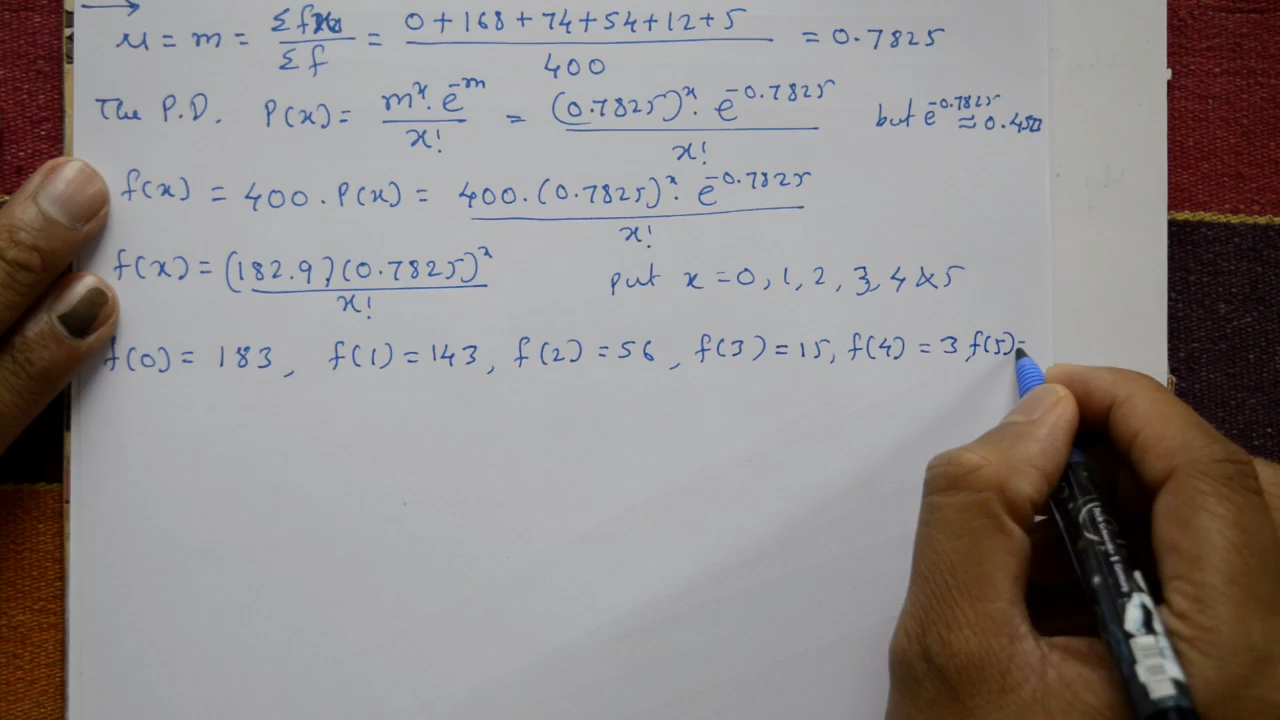 μ = m = Σfx / Σf = 0+168+74+54+12+5 / 400 = 0.7825
The P.D. P(x) = m^x . e^-m / x! = (0.7825)^x . e^-0.7825 / x! but e^-0.7825 ≈
f(x) = 400 . P(x) = 400.(0.7825)^x . e^-0.7825 / x!
f(x) = (182.9)(0.7825)^x / x! put x = 0, 1, 2, 3, 4 & 5
f(0) = 183, f(1) = 143, f(2) = 56, f(3) = 15, f(4) = 3 f(5) =